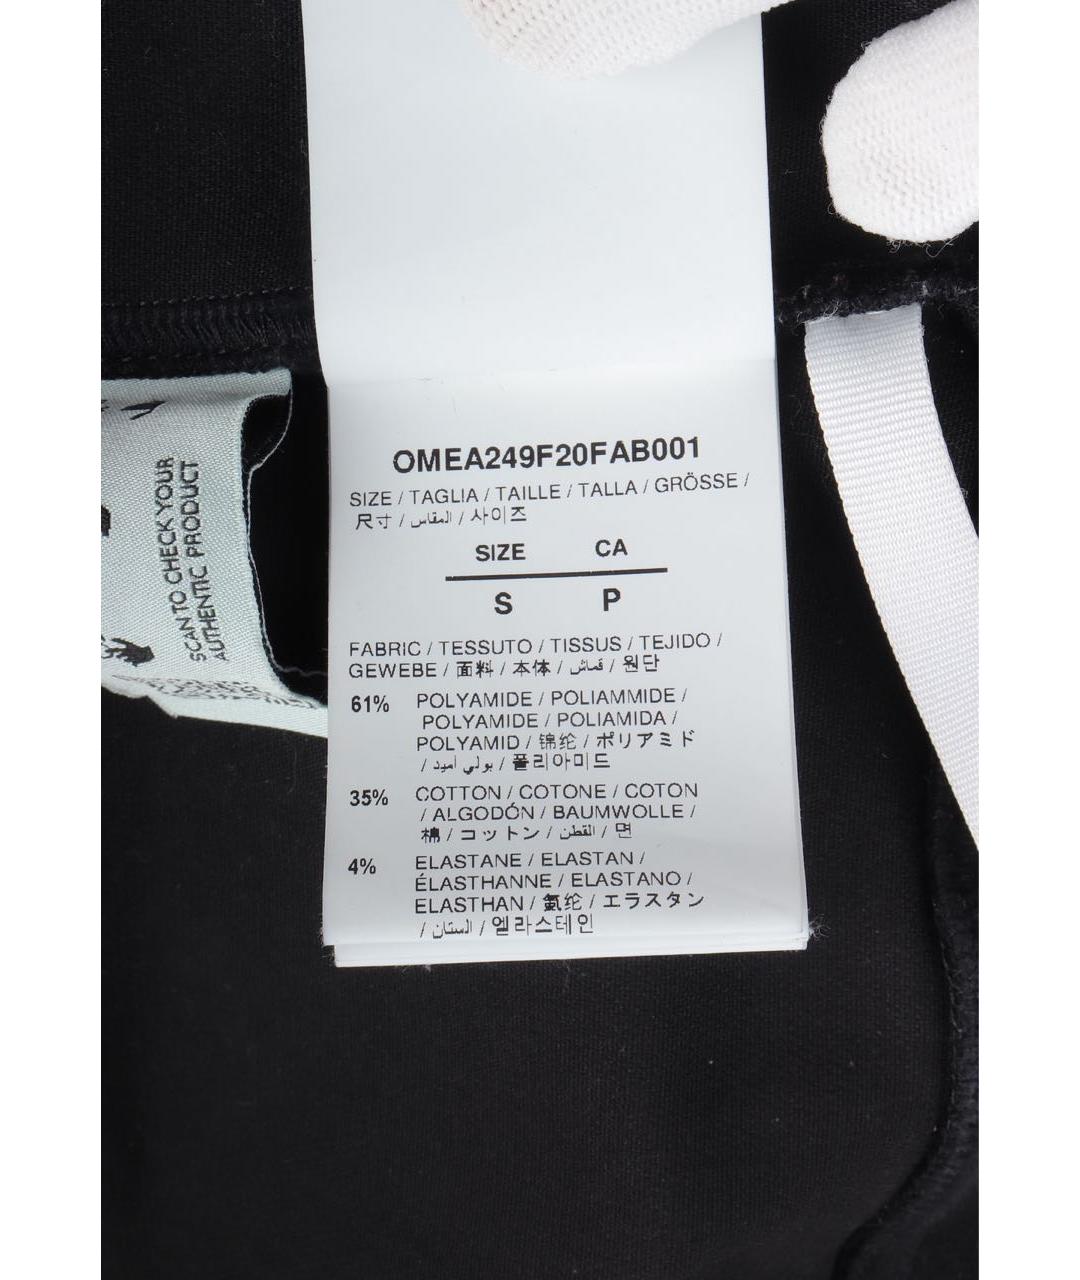 OMEA249F20FAB001
SIZE / TAGLIA / TAILLE / TALLA / GRÖSSE /
尺寸 / المقاس / 사이즈
SIZE CA
S P
FABRIC / TESSUTO / TISSUS / TEJIDO /
GEWEBE / 面料 / 本体 / قماش / 원단
61% POLYAMIDE / POLIAMMIDE /
POLYAMIDE / POLIAMIDA /
POLYAMID / 锦纶 / ポリアミド
/ بولي اميد / 폴리아미드
35% COTTON / COTONE / COTON
/ ALGODÓN / BAUMWOLLE /
棉 / コットン / القطن / 면
4% ELASTANE / ELASTAN /
ÉLASTHANNE / ELASTANO /
ELASTHAN / 氨纶 / エラスタン
/ الستان / 엘라스테인
SCAN TO CHECK YOUR
AUTHENTIC PRODUCT